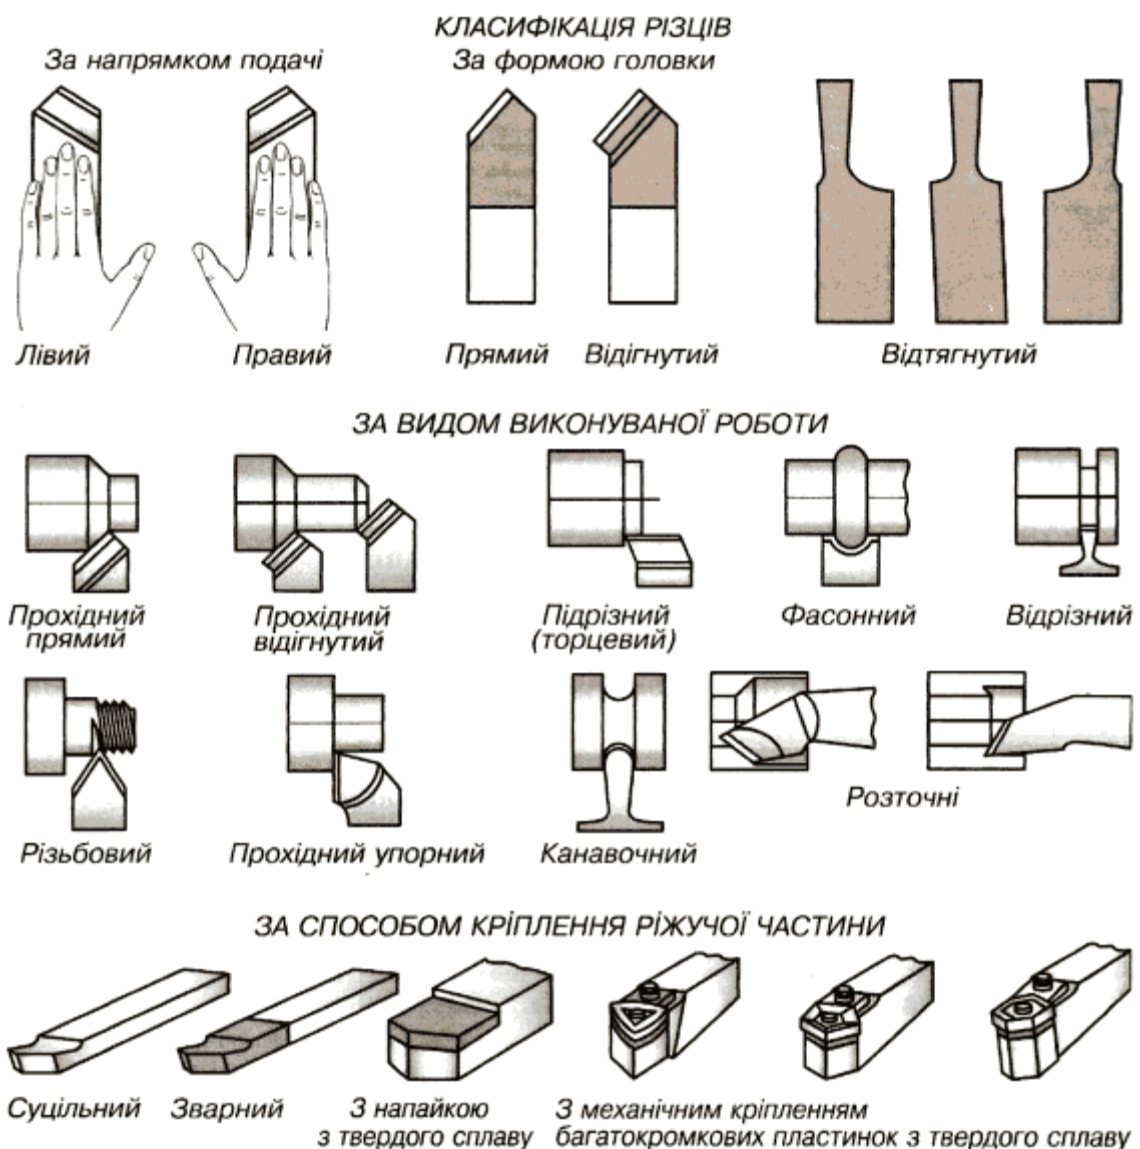 КЛАСИФІКАЦІЯ РІЗЦІВ
За напрямком подачі
За формою головки
Лівий
Правий
Прямий
Відігнутий
Відтягнутий
ЗА ВИДОМ ВИКОНУВАНОЇ РОБОТИ
Прохідний
прямий
Прохідний
відігнутий
Підрізний
(торцевий)
Фасонний
Відрізний
Різьбовий
Прохідний упорний
Канавочний
Розточні
ЗА СПОСОБОМ КРІПЛЕННЯ РІЖУЧОЇ ЧАСТИНИ
Суцільний
Зварний
З напайкою
з твердого сплаву
З механічним кріпленням
багатокромкових пластинок з твердого сплаву